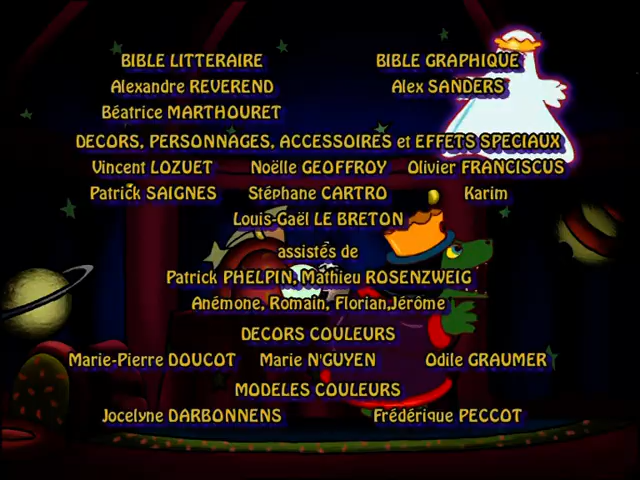 BIBLE LITTERAIRE BIBLE GRAPHIQUE
Alexandre REVEREND Alex SANDERS
Béatrice MARTHOURET
DECORS, PERSONNAGES, ACCESSOIRES et EFFETS SPECIAUX
Vincent LOZUET Noëlle GEOFFROY Olivier FRANCISCUS
Patrick SAIGNES Stéphane CARTRO Karim
Louis-Gaël LE BRETON
assistés de
Patrick PHELPIN, Mathieu ROSENZWEIG
Anémone, Romain, Florian,Jérôme
DECORS COULEURS
Marie-Pierre DOUCOT Marie N'GUYEN Odile GRAUMER
MODELES COULEURS
Jocelyne DARBONNENS Frédérique PECCOT